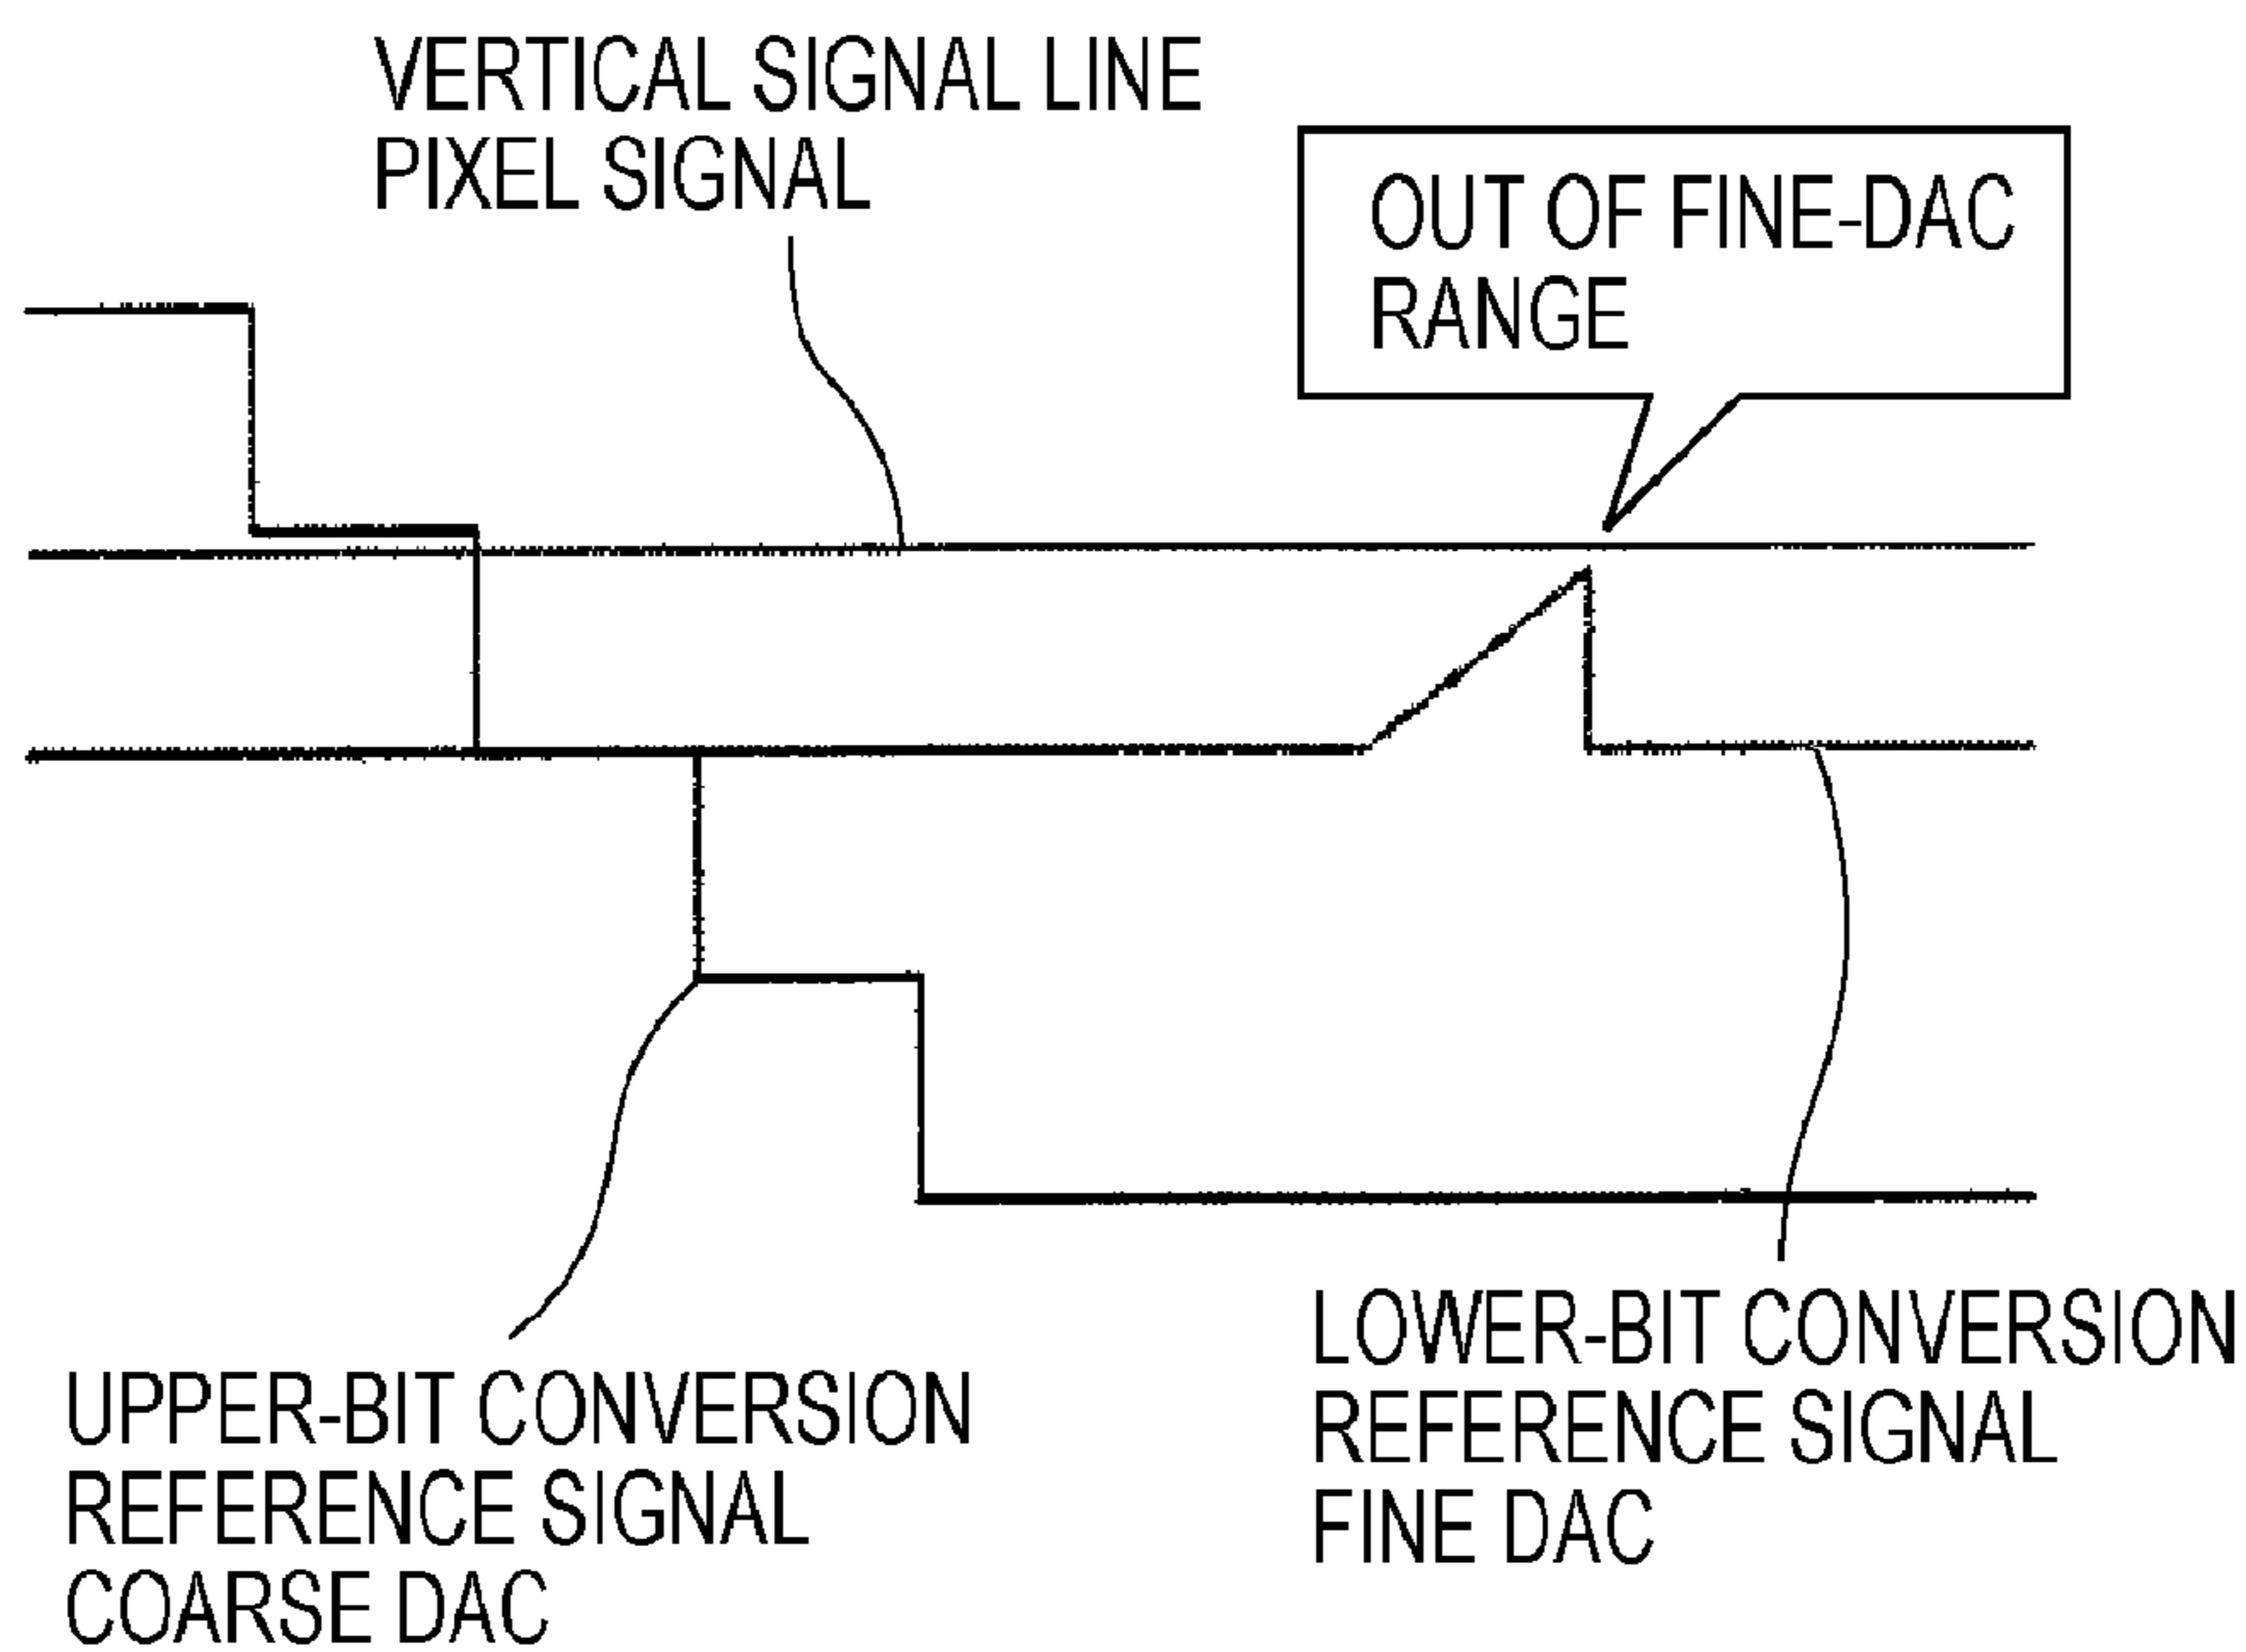 VERTICAL SIGNAL LINE
PIXEL SIGNAL
OUT OF FINE-DAC
RANGE
UPPER-BIT CONVERSION
REFERENCE SIGNAL
COARSE DAC
LOWER-BIT CONVERSION
REFERENCE SIGNAL
FINE DAC